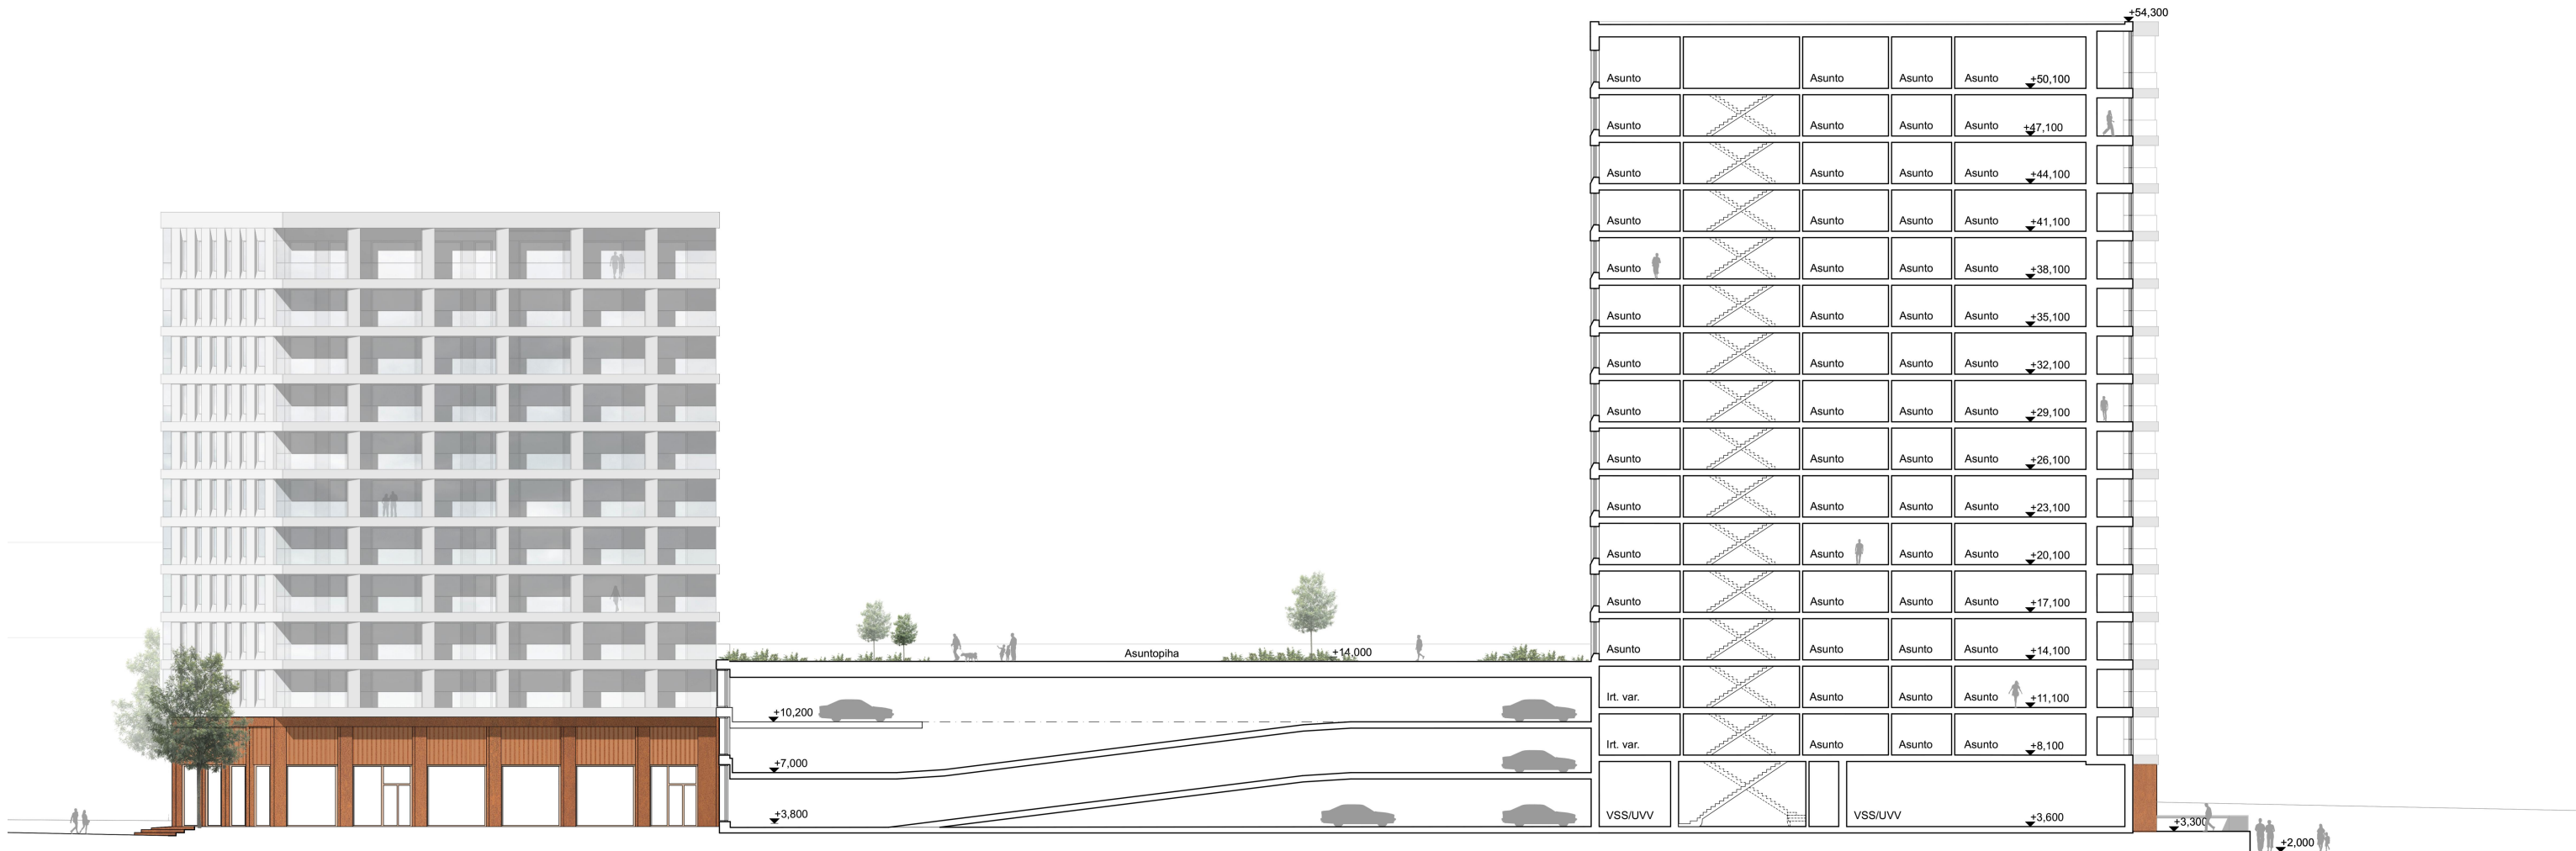 +54,300
Asunto Asunto Asunto Asunto +50,100
Asunto Asunto Asunto Asunto +47,100
Asunto Asunto Asunto Asunto +44,100
Asunto Asunto Asunto Asunto +41,100
Asunto Asunto Asunto Asunto +38,100
Asunto Asunto Asunto Asunto +35,100
Asunto Asunto Asunto Asunto +32,100
Asunto Asunto Asunto Asunto +29,100
Asunto Asunto Asunto Asunto +26,100
Asunto Asunto Asunto Asunto +23,100
Asunto Asunto Asunto Asunto +20,100
Asunto Asunto Asunto Asunto +17,100
Asuntopiha +14,000 Asunto Asunto Asunto Asunto +14,100
Irt. var. Asunto Asunto Asunto +11,100
+10,200
Irt. var. Asunto Asunto Asunto +8,100
+7,000
+3,800 VSS/UVV VSS/UVV +3,600
+3,300
+2,000